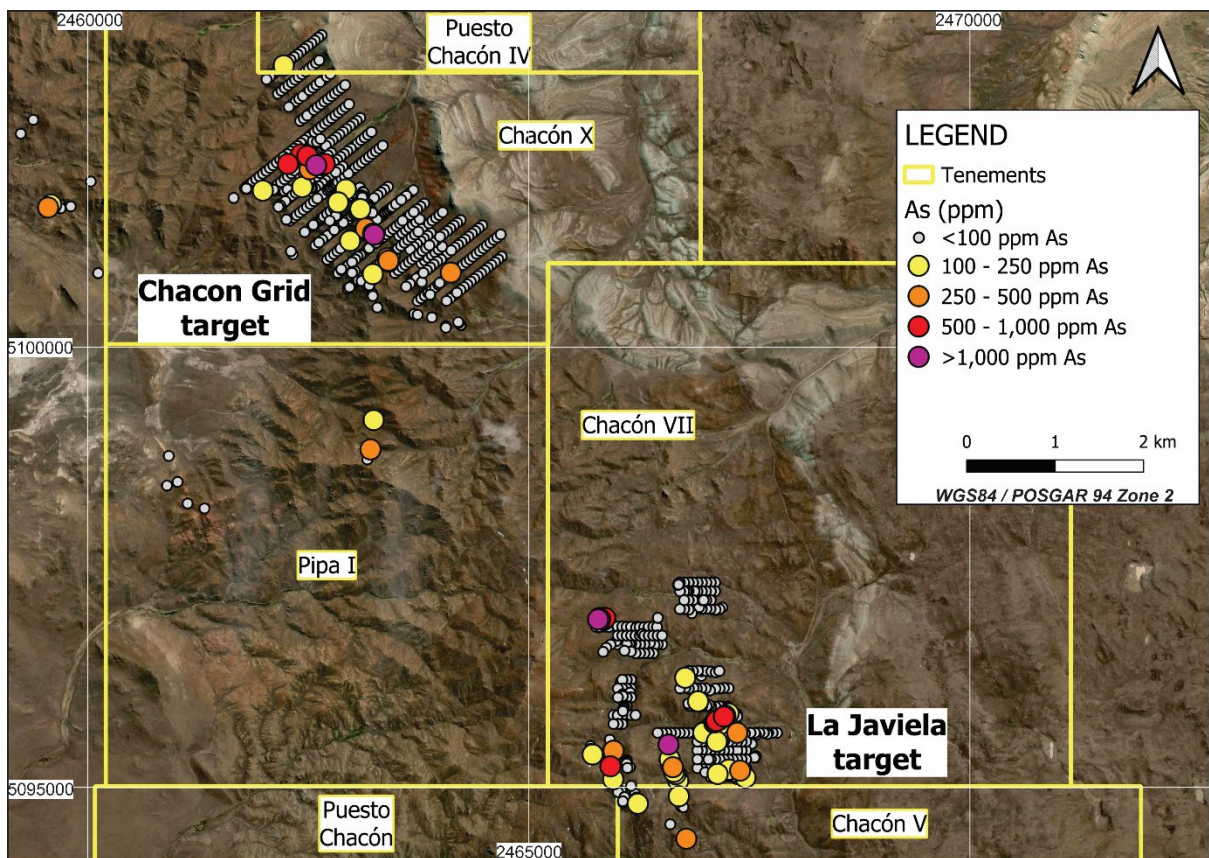 2460000
2470000
Puesto
Chacón IV
Chacón X
LEGEND
Tenements
As (ppm)
<100 ppm As
100 - 250 ppm As
250 - 500 ppm As
500 - 1,000 ppm As
>1,000 ppm As
0 1 2 km
WGS84 / POSGAR 94 Zone 2
Chacon Grid
target
5100000
Chacón VII
Pipa I
La Javiela
target
5095000
Puesto
Chacón
Chacón V
2465000